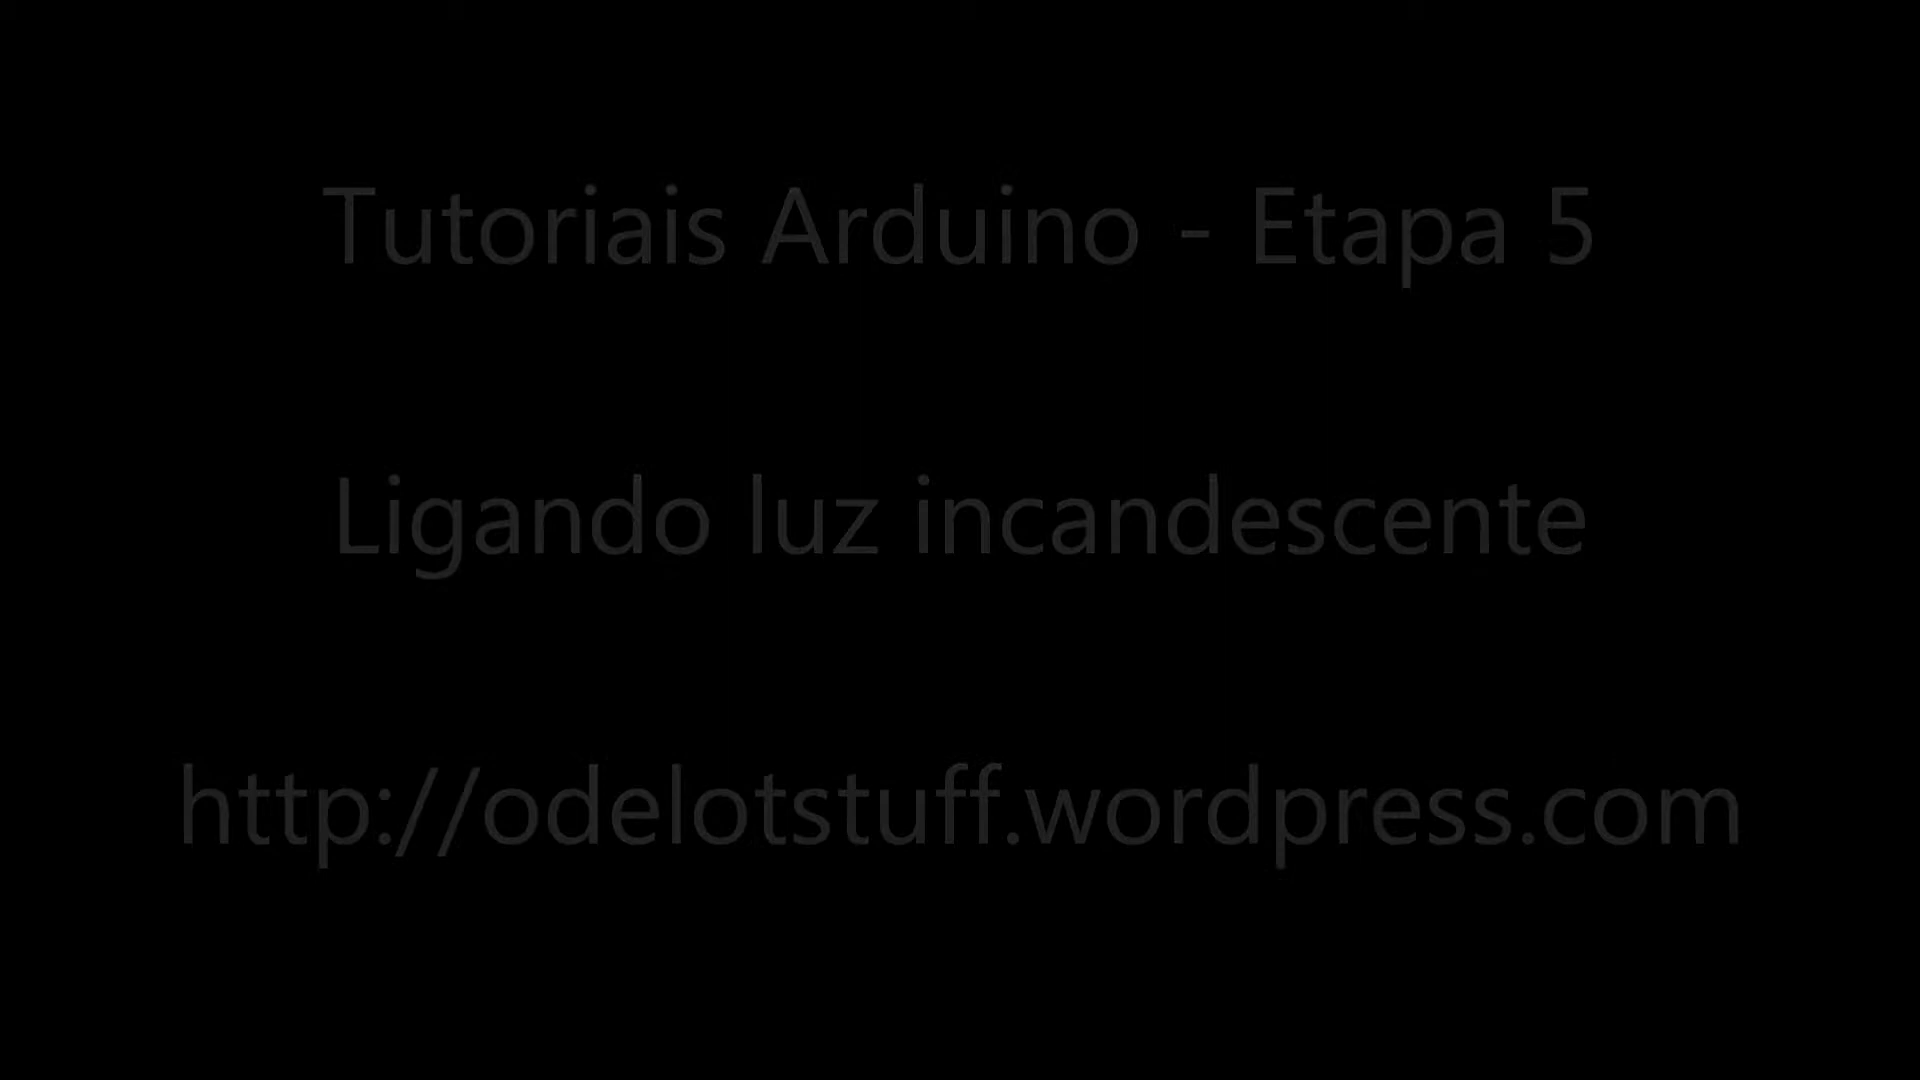 Tutoriais Arduino - Etapa 5
Ligando luz incandescente
http://odelotstuff.wordpress.com